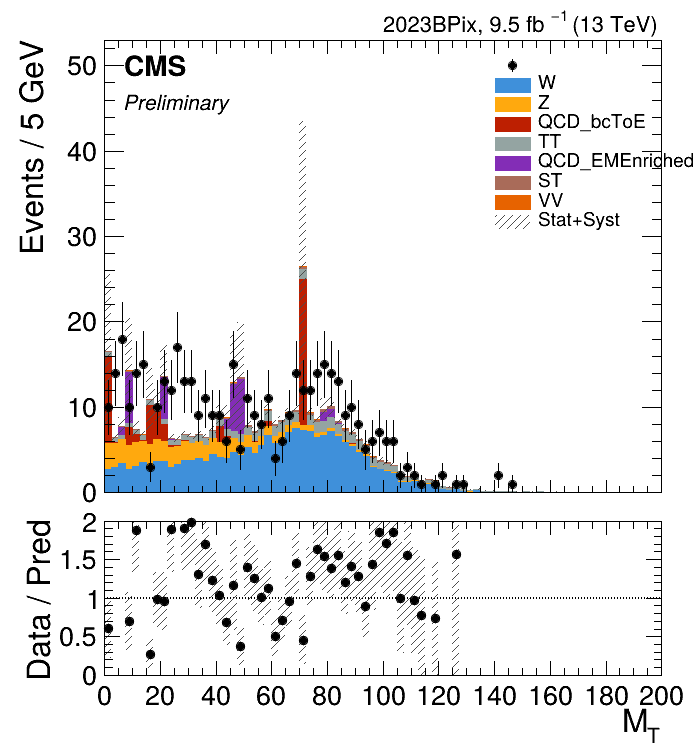 2023BPix, 9.5 fb⁻¹ (13 TeV)
CMS
Preliminary
W
Z
QCD_bcToE
TT
QCD_EMEnriched
ST
VV
Stat+Syst
Events / 5 GeV
50
40
30
20
10
0
Data / Pred
2
1.5
1
0.5
0
0 20 40 60 80 100 120 140 160 180 200
M_T